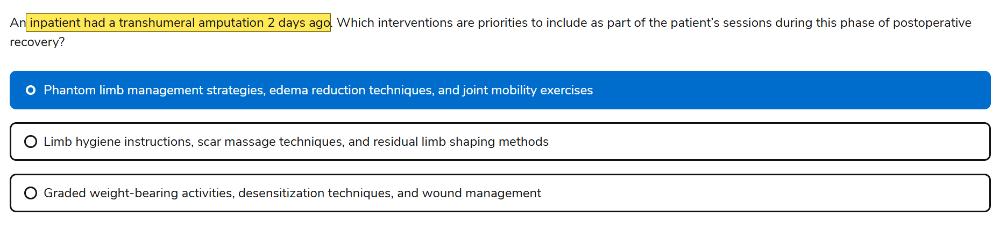 An inpatient had a transhumeral amputation 2 days ago. Which interventions are priorities to include as part of the patient’s sessions during this phase of postoperative
recovery?
Phantom limb management strategies, edema reduction techniques, and joint mobility exercises
Limb hygiene instructions, scar massage techniques, and residual limb shaping methods
Graded weight-bearing activities, desensitization techniques, and wound management